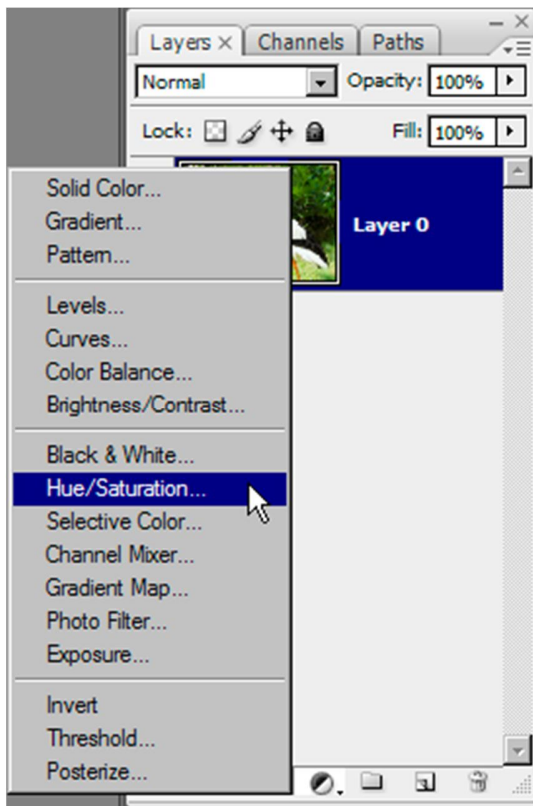 Layers × Channels Paths
Normal Opacity: 100%
Lock: Fill: 100%
Layer 0
Solid Color...
Gradient...
Pattern...
Levels...
Curves...
Color Balance...
Brightness/Contrast...
Black & White...
Hue/Saturation...
Selective Color...
Channel Mixer...
Gradient Map...
Photo Filter...
Exposure...
Invert
Threshold...
Posterize...